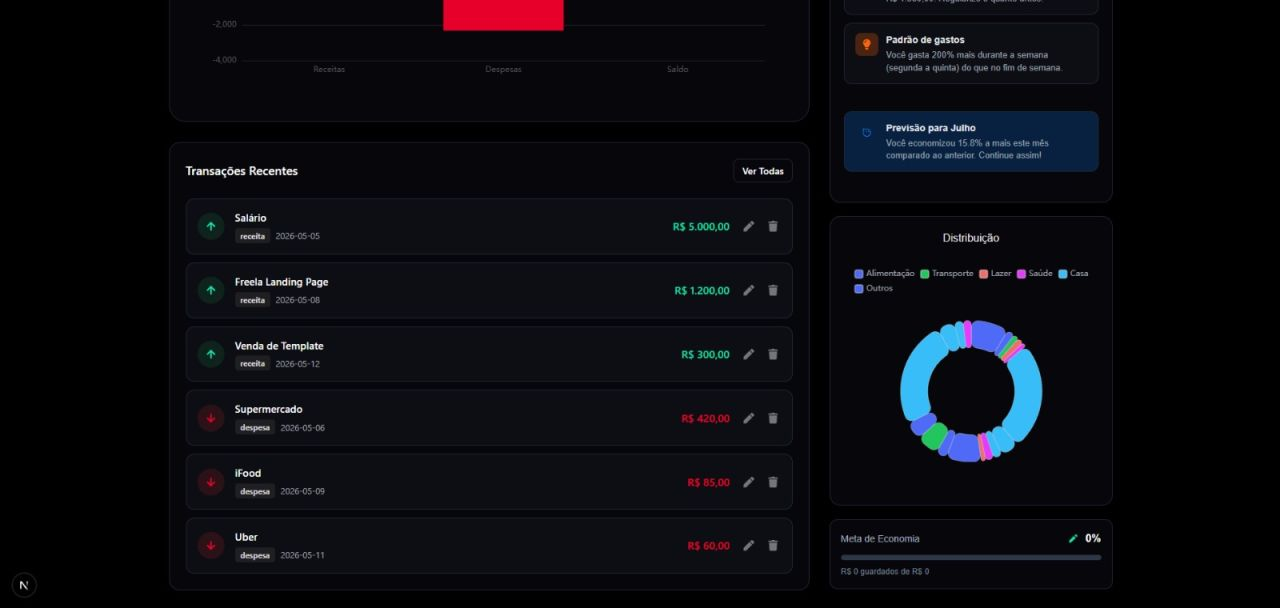 -2,000
-4,000
Receitas
Despesas
Saldo
Transações Recentes
Ver Todas
Salário
receita 2026-05-05
R$ 5.000,00
Freela Landing Page
receita 2026-05-08
R$ 1.200,00
Venda de Template
receita 2026-05-12
R$ 300,00
Supermercado
despesa 2026-05-06
R$ 420,00
iFood
despesa 2026-05-09
R$ 85,00
Uber
despesa 2026-05-11
R$ 60,00
Padrão de gastos
Você gasta 200% mais durante a semana
(segunda a quinta) do que no fim de semana.
Previsão para Julho
Você economizou 15.8% a mais este mês
comparado ao anterior. Continue assim!
Distribuição
Alimentação Transporte Lazer Saúde Casa
Outros
Meta de Economia
0%
R$ 0 guardados de R$ 0
N